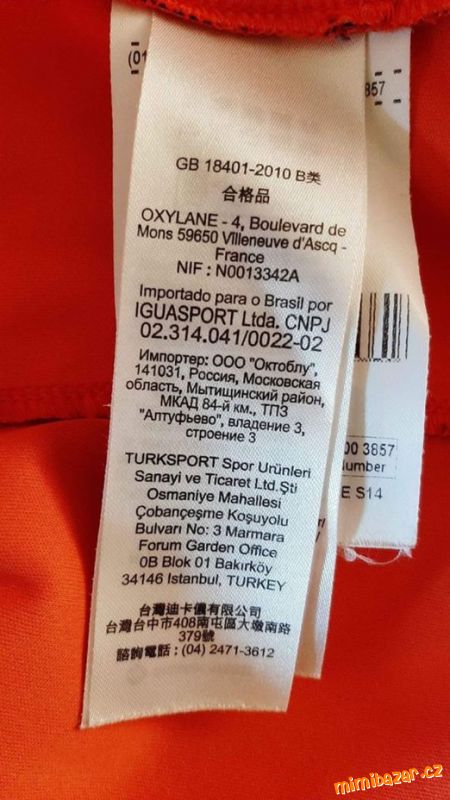 (01
3857
GB 18401-2010 B类
合格品
OXYLANE - 4, Boulevard de
Mons 59650 Villeneuve d'Ascq -
France
NIF : N0013342A
Importado para o Brasil por
IGUASPORT Ltda. CNPJ
02.314.041/0022-02
Импортер: ООО "Октоблу",
141031, Россия, Московская
область, Мытищинский район,
МКАД 84-й км., ТПЗ
"Алтуфьево", владение 3,
строение 3
TURKSPORT Spor Urünleri
Sanayi ve Ticaret Ltd.Şti
Osmaniye Mahallesi
Çobançeşme Koşuyolu
Bulvarı No: 3 Marmara
Forum Garden Office
0B Blok 01 Bakırköy
34146 Istanbul, TURKEY
台灣迪卡儂有限公司
台灣台中市408南屯區大墩南路
379號
諮詢電話 : (04) 2471-3612
00 3857
Number
E S14
mimibazar.cz